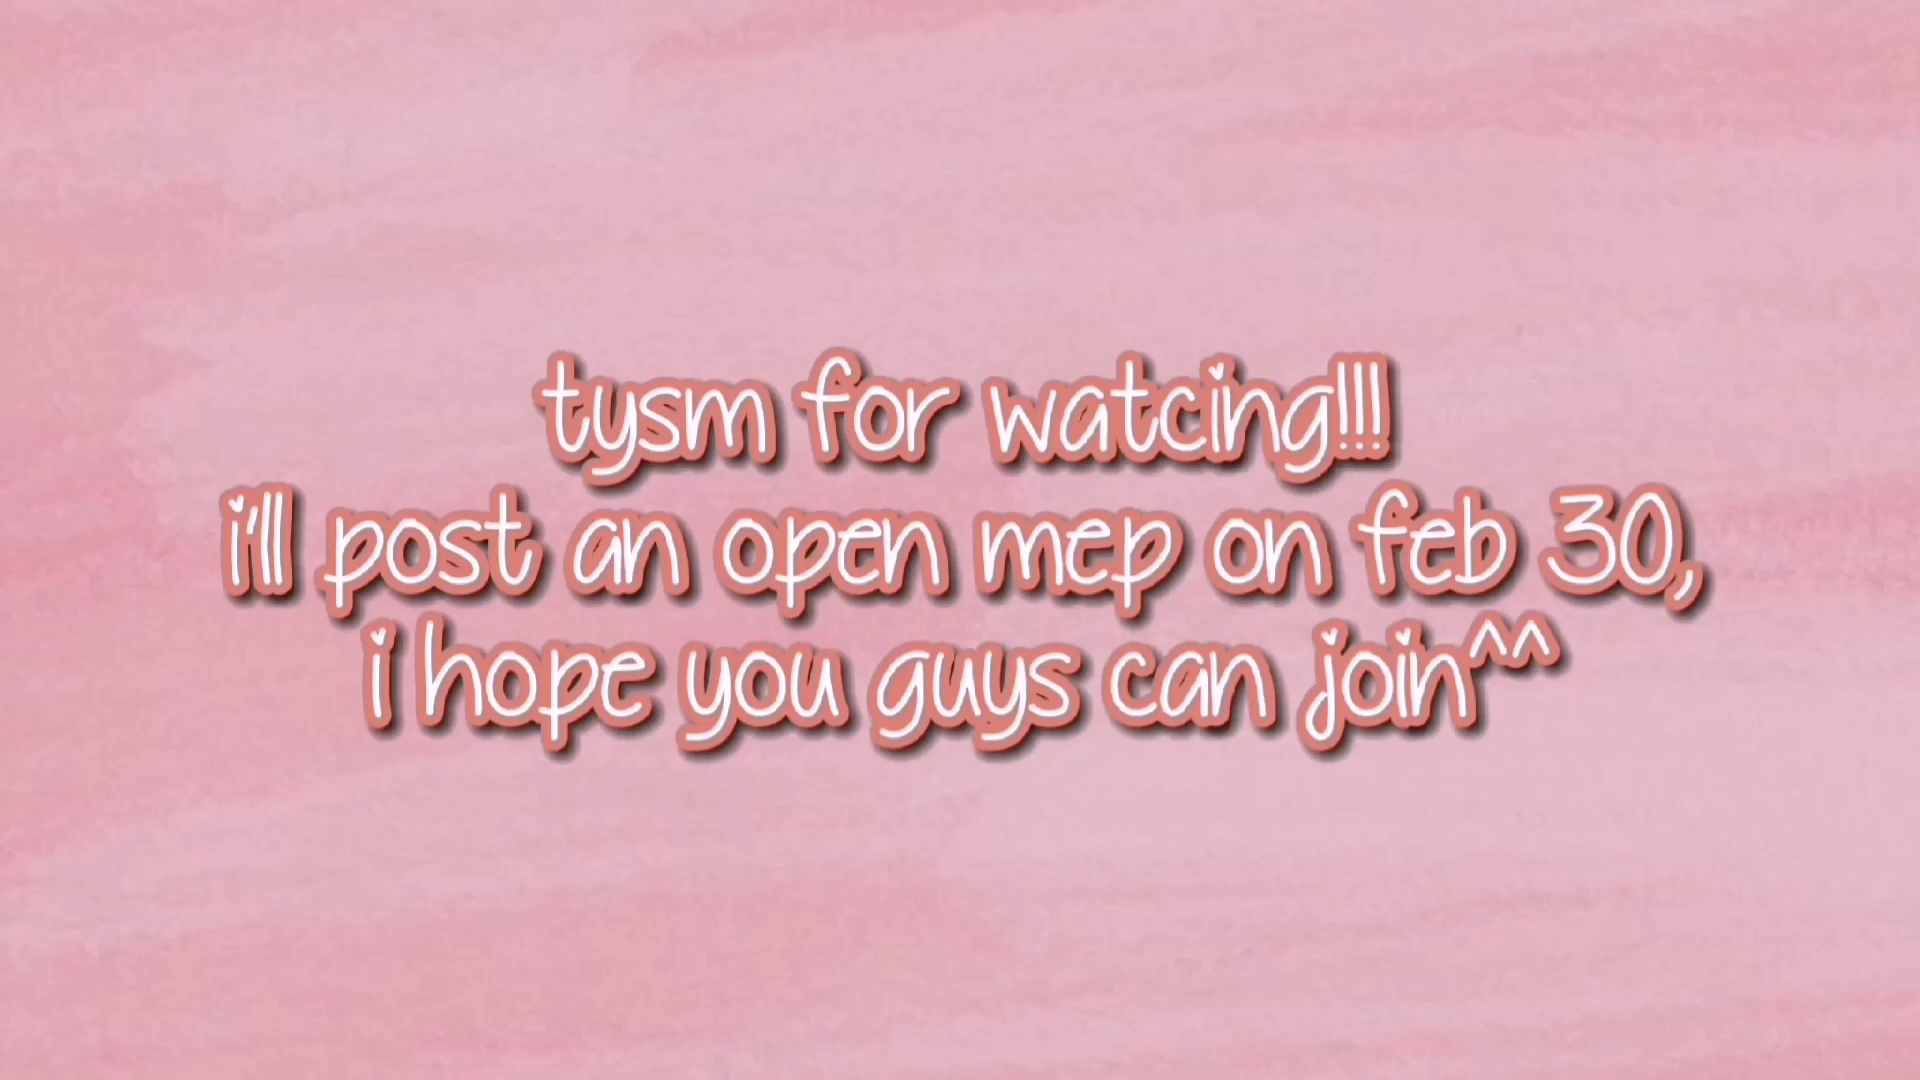 tysm for watcing!!!
i'll post an open mep on feb 30,
i hope you guys can join^^